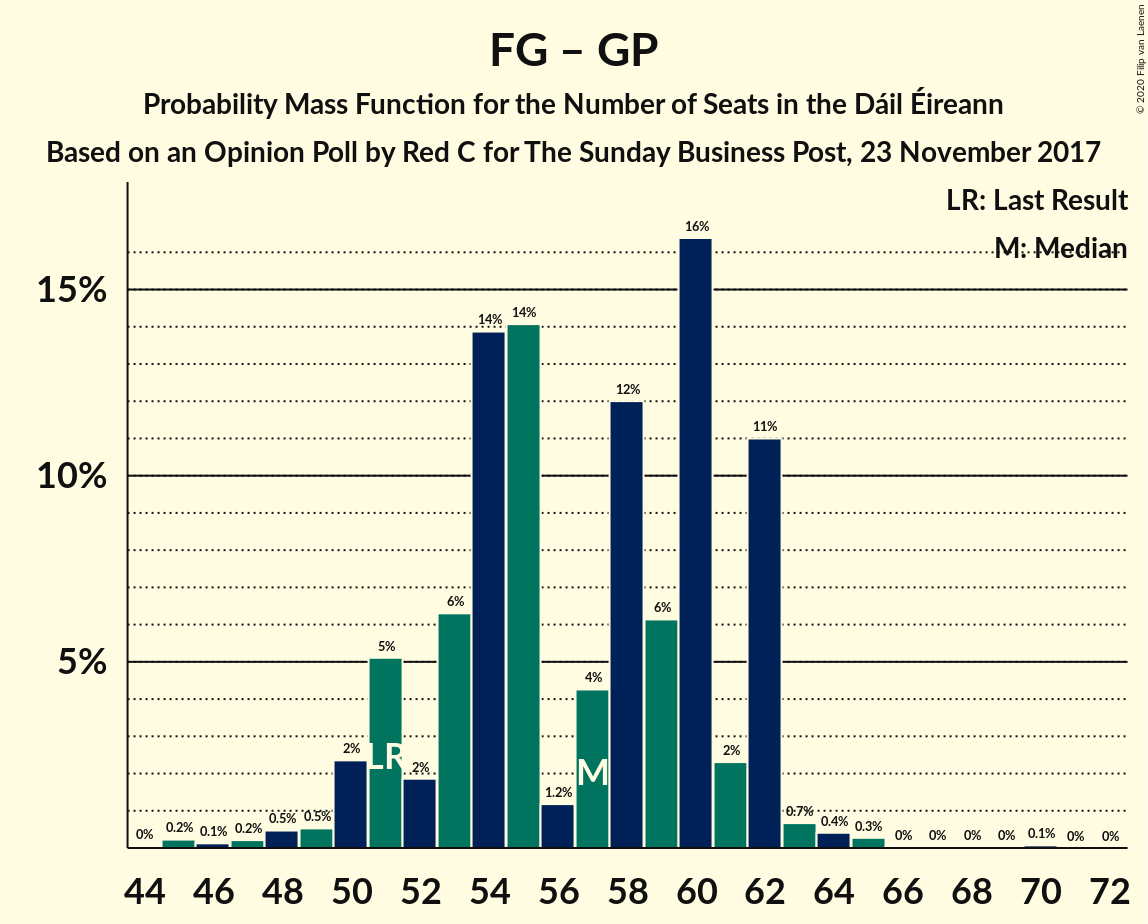 FG – GP
Probability Mass Function for the Number of Seats in the Dáil Éireann
Based on an Opinion Poll by Red C for The Sunday Business Post, 23 November 2017
© 2020 Filip van Laenen
LR: Last Result
M: Median
15%
10%
5%
0% 0.2% 0.1% 0.2% 0.5% 0.5% 2% 5% 2% 6% 14% 14% 1.2% 4% 12% 6% 16% 2% 11% 0.7% 0.4% 0.3% 0% 0% 0% 0% 0.1% 0% 0%
LR M
44 46 48 50 52 54 56 58 60 62 64 66 68 70 72